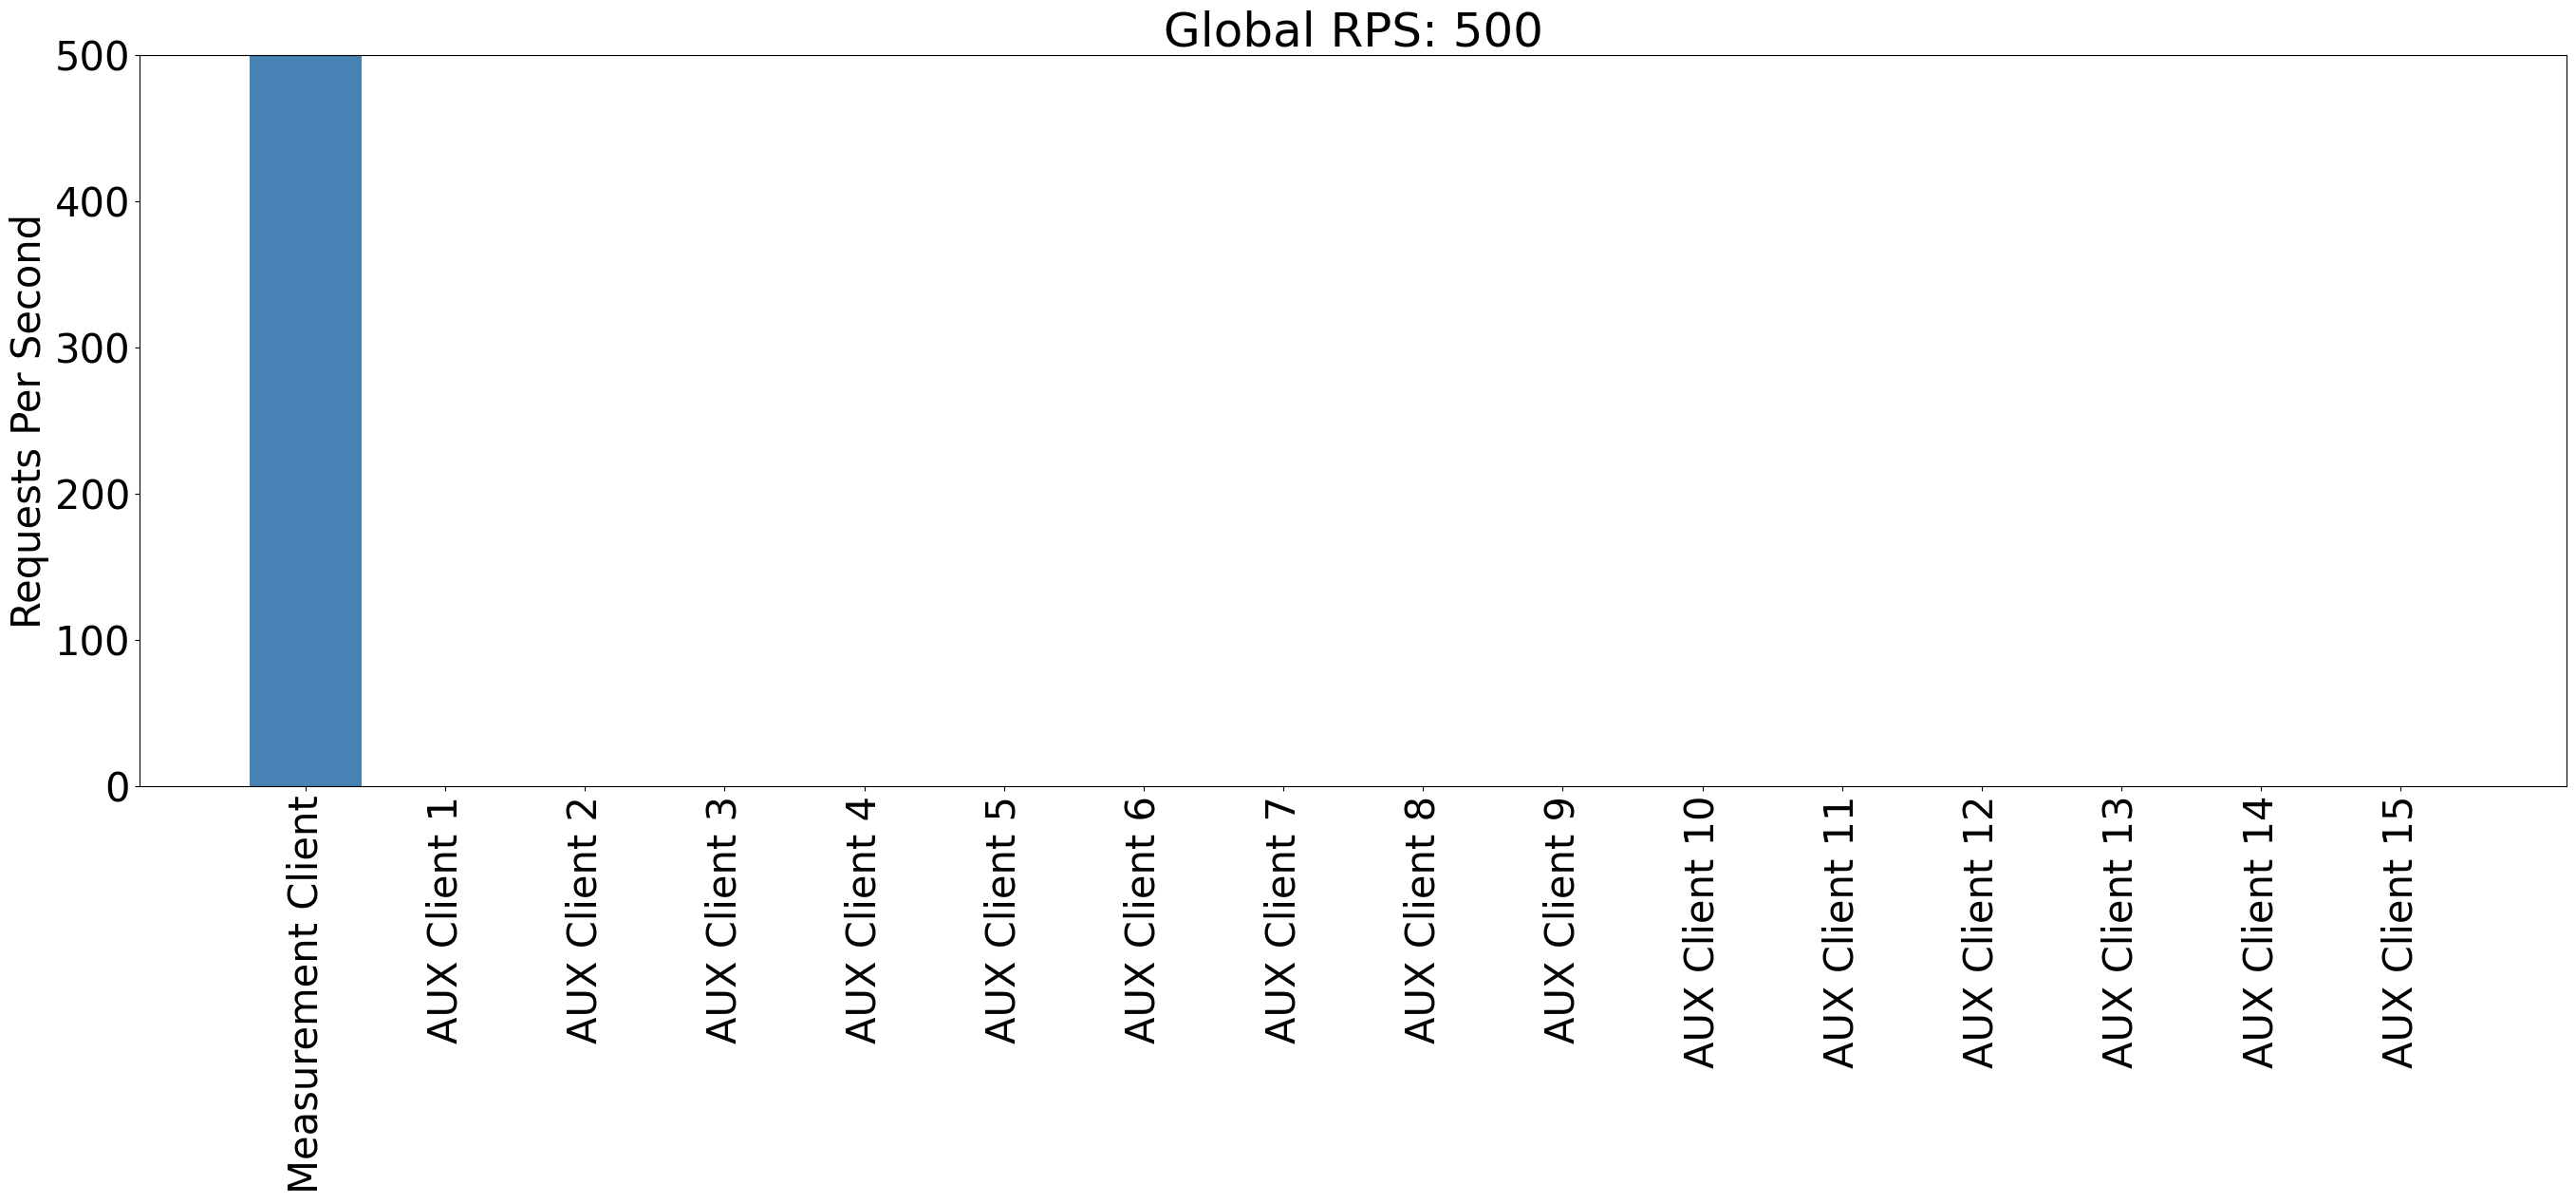 Global RPS: 500
Requests Per Second
500
400
300
200
100
0
Measurement Client
AUX Client 1
AUX Client 2
AUX Client 3
AUX Client 4
AUX Client 5
AUX Client 6
AUX Client 7
AUX Client 8
AUX Client 9
AUX Client 10
AUX Client 11
AUX Client 12
AUX Client 13
AUX Client 14
AUX Client 15